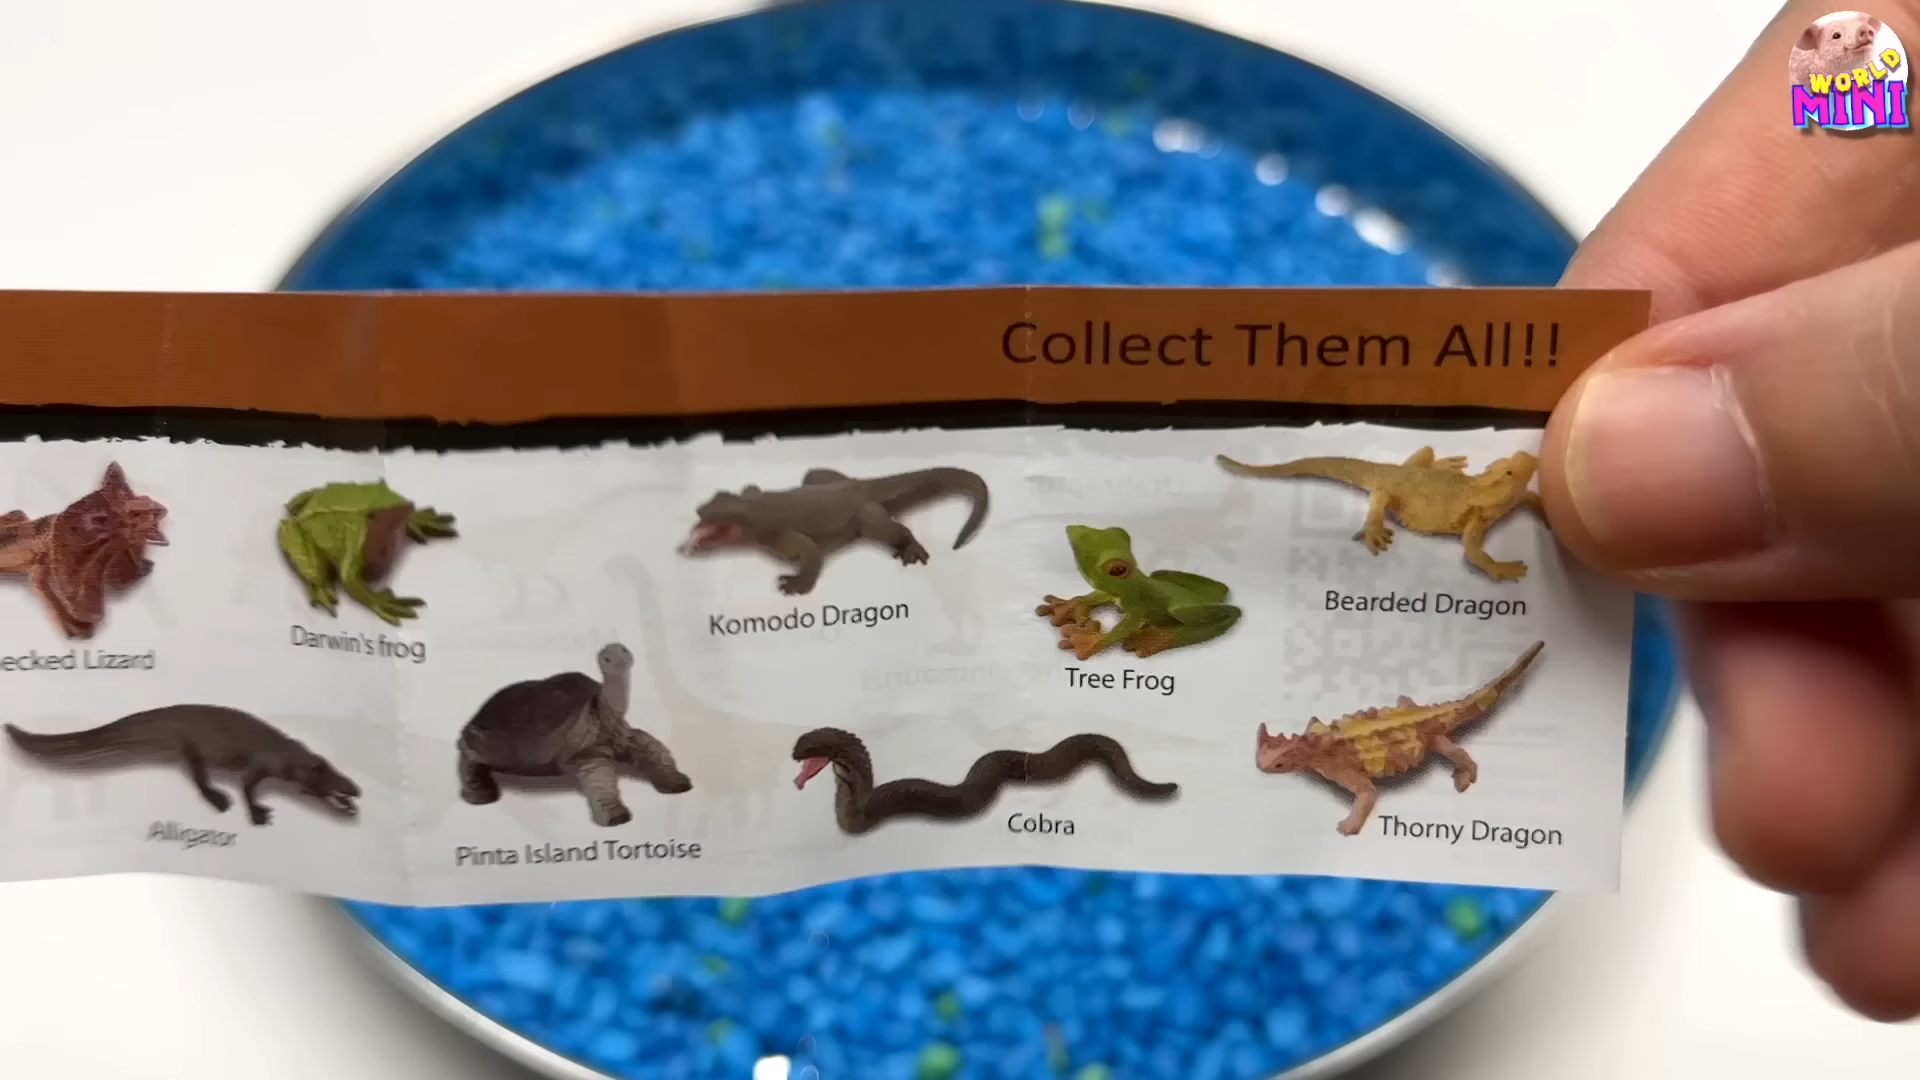 WORLD
MINI
Collect Them All!!
ecked Lizard
Darwin's frog
Komodo Dragon
Tree Frog
Bearded Dragon
Alligator
Pinta Island Tortoise
Cobra
Thorny Dragon